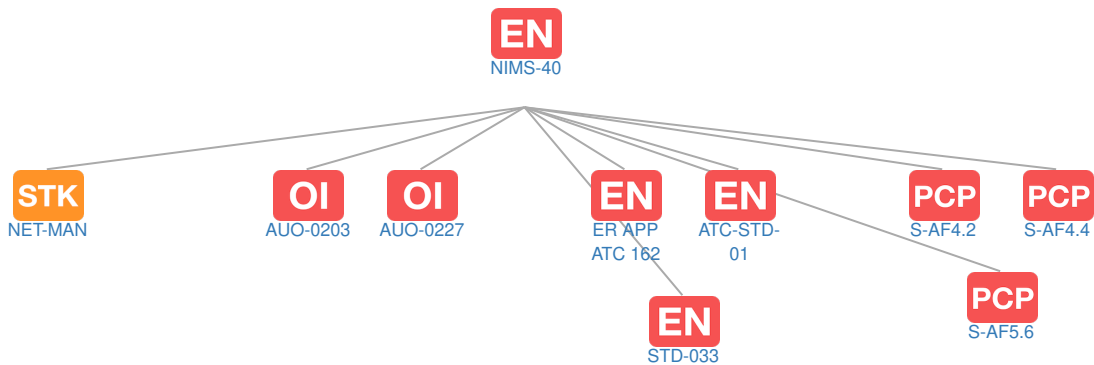 EN
NIMS-40
STK
NET-MAN
OI
AUO-0203
OI
AUO-0227
EN
ER APP
ATC 162
EN
ATC-STD-
01
PCP
S-AF4.2
PCP
S-AF4.4
EN
STD-033
PCP
S-AF5.6